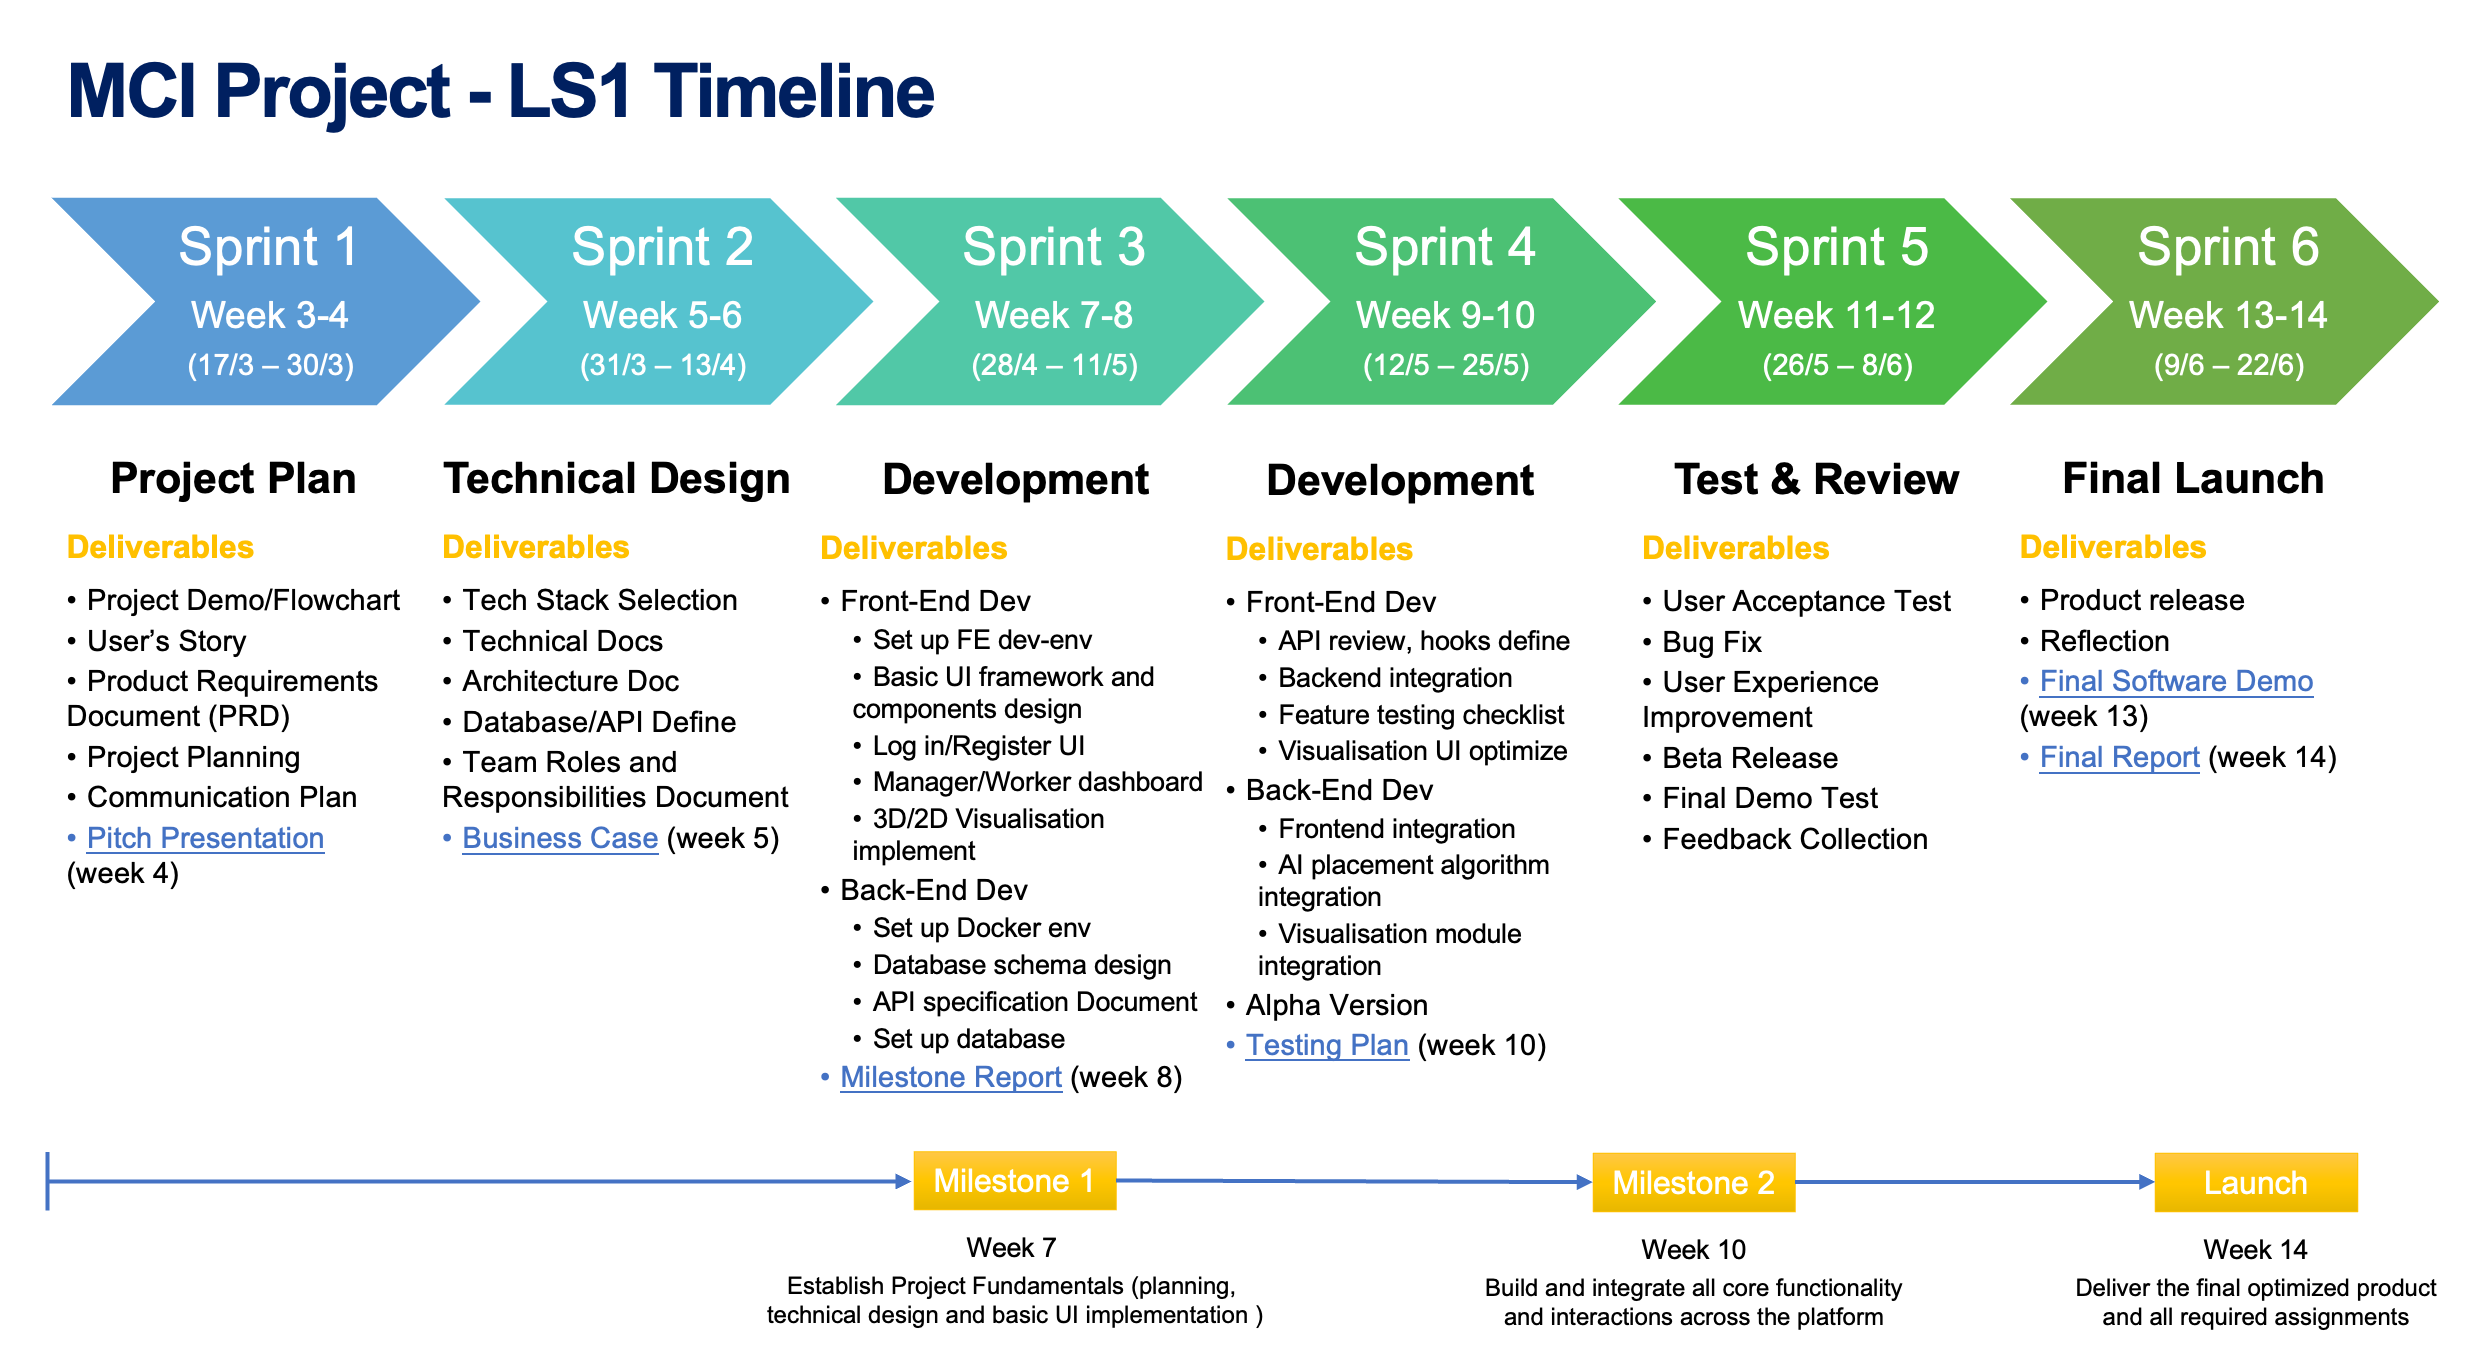 MCI Project - LS1 Timeline
Sprint 1
Week 3-4
(17/3 – 30/3)
Sprint 2
Week 5-6
(31/3 – 13/4)
Sprint 3
Week 7-8
(28/4 – 11/5)
Sprint 4
Week 9-10
(12/5 – 25/5)
Sprint 5
Week 11-12
(26/5 – 8/6)
Sprint 6
Week 13-14
(9/6 – 22/6)
Project Plan
Deliverables
• Project Demo/Flowchart
• User’s Story
• Product Requirements
Document (PRD)
• Project Planning
• Communication Plan
• Pitch Presentation
(week 4)
Technical Design
Deliverables
• Tech Stack Selection
• Technical Docs
• Architecture Doc
• Database/API Define
• Team Roles and
Responsibilities Document
• Business Case (week 5)
Development
Deliverables
• Front-End Dev
• Set up FE dev-env
• Basic UI framework and
components design
• Log in/Register UI
• Manager/Worker dashboard
• 3D/2D Visualisation
implement
• Back-End Dev
• Set up Docker env
• Database schema design
• API specification Document
• Set up database
• Milestone Report (week 8)
Development
Deliverables
• Front-End Dev
• API review, hooks define
• Backend integration
• Feature testing checklist
• Visualisation UI optimize
• Back-End Dev
• Frontend integration
• AI placement algorithm
integration
• Visualisation module
integration
• Alpha Version
• Testing Plan (week 10)
Test & Review
Deliverables
• User Acceptance Test
• Bug Fix
• User Experience
Improvement
• Beta Release
• Final Demo Test
• Feedback Collection
Final Launch
Deliverables
• Product release
• Reflection
• Final Software Demo
(week 13)
• Final Report (week 14)
Milestone 1
Week 7
Establish Project Fundamentals (planning,
technical design and basic UI implementation )
Milestone 2
Week 10
Build and integrate all core functionality
and interactions across the platform
Launch
Week 14
Deliver the final optimized product
and all required assignments